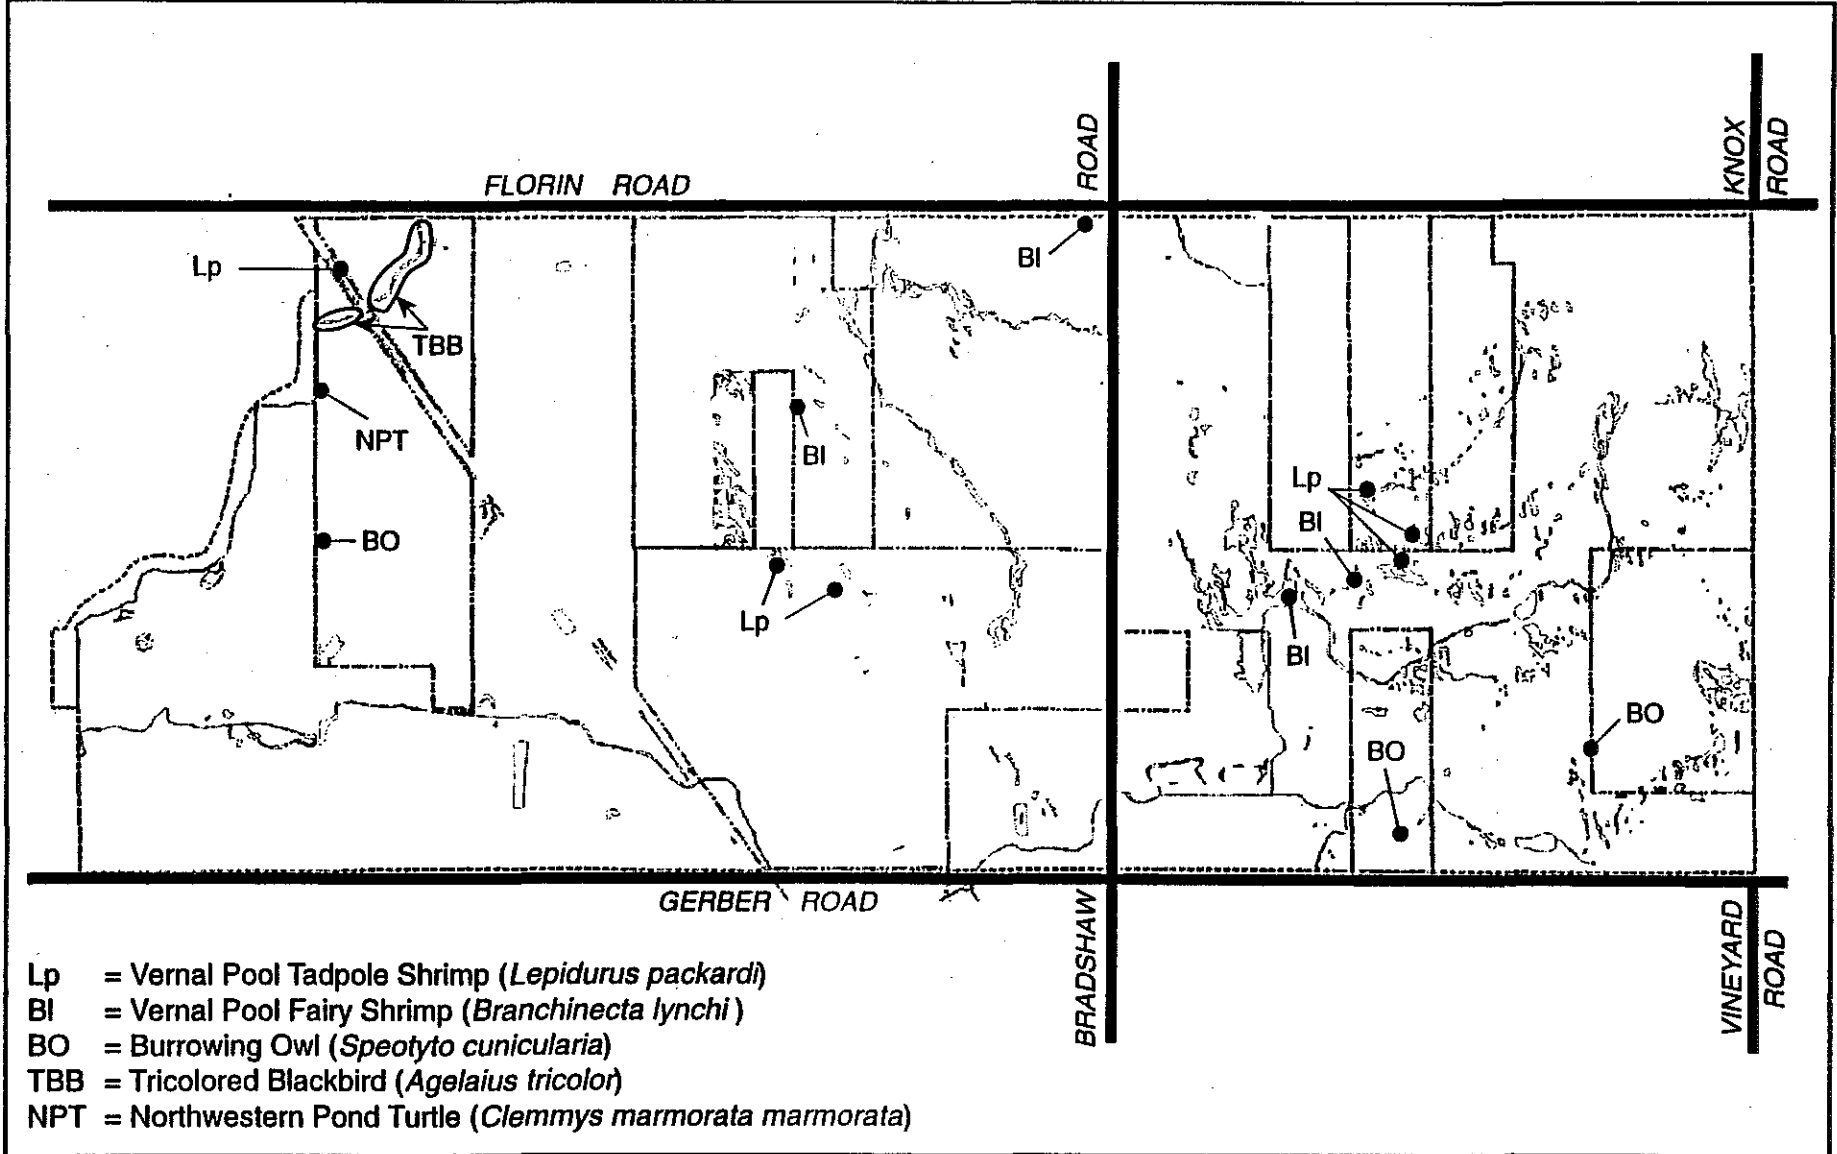 FLORIN ROAD
ROAD
KNOX
ROAD
Lp
BI
TBB
NPT
BI
BO
Lp
BI
Lp
BI
BO
BO
GERBER ROAD
BRADSHAW
VINEYARD
ROAD
Lp = Vernal Pool Tadpole Shrimp (Lepidurus packardi)
BI = Vernal Pool Fairy Shrimp (Branchinecta lynchi)
BO = Burrowing Owl (Speotyto cunicularia)
TBB = Tricolored Blackbird (Agelaius tricolor)
NPT = Northwestern Pond Turtle (Clemmys marmorata marmorata)